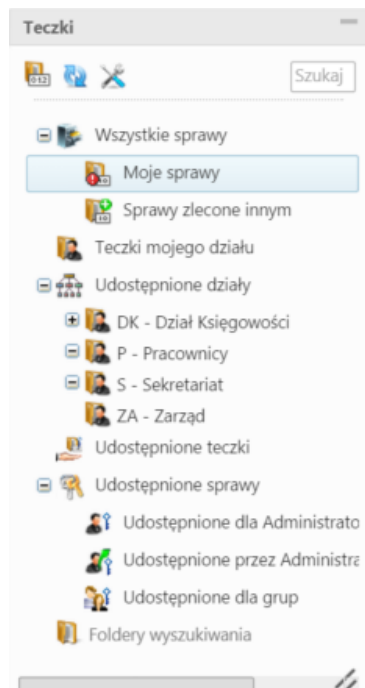 Teczki
Szukaj
Wszystkie sprawy
Moje sprawy
Sprawy zlecone innym
Teczki mojego działu
Udostępnione działy
DK - Dział Księgowości
P - Pracownicy
S - Sekretariat
ZA - Zarząd
Udostępnione teczki
Udostępnione sprawy
Udostępnione dla Administrato
Udostępnione przez Administra
Udostępnione dla grup
Foldery wyszukiwania